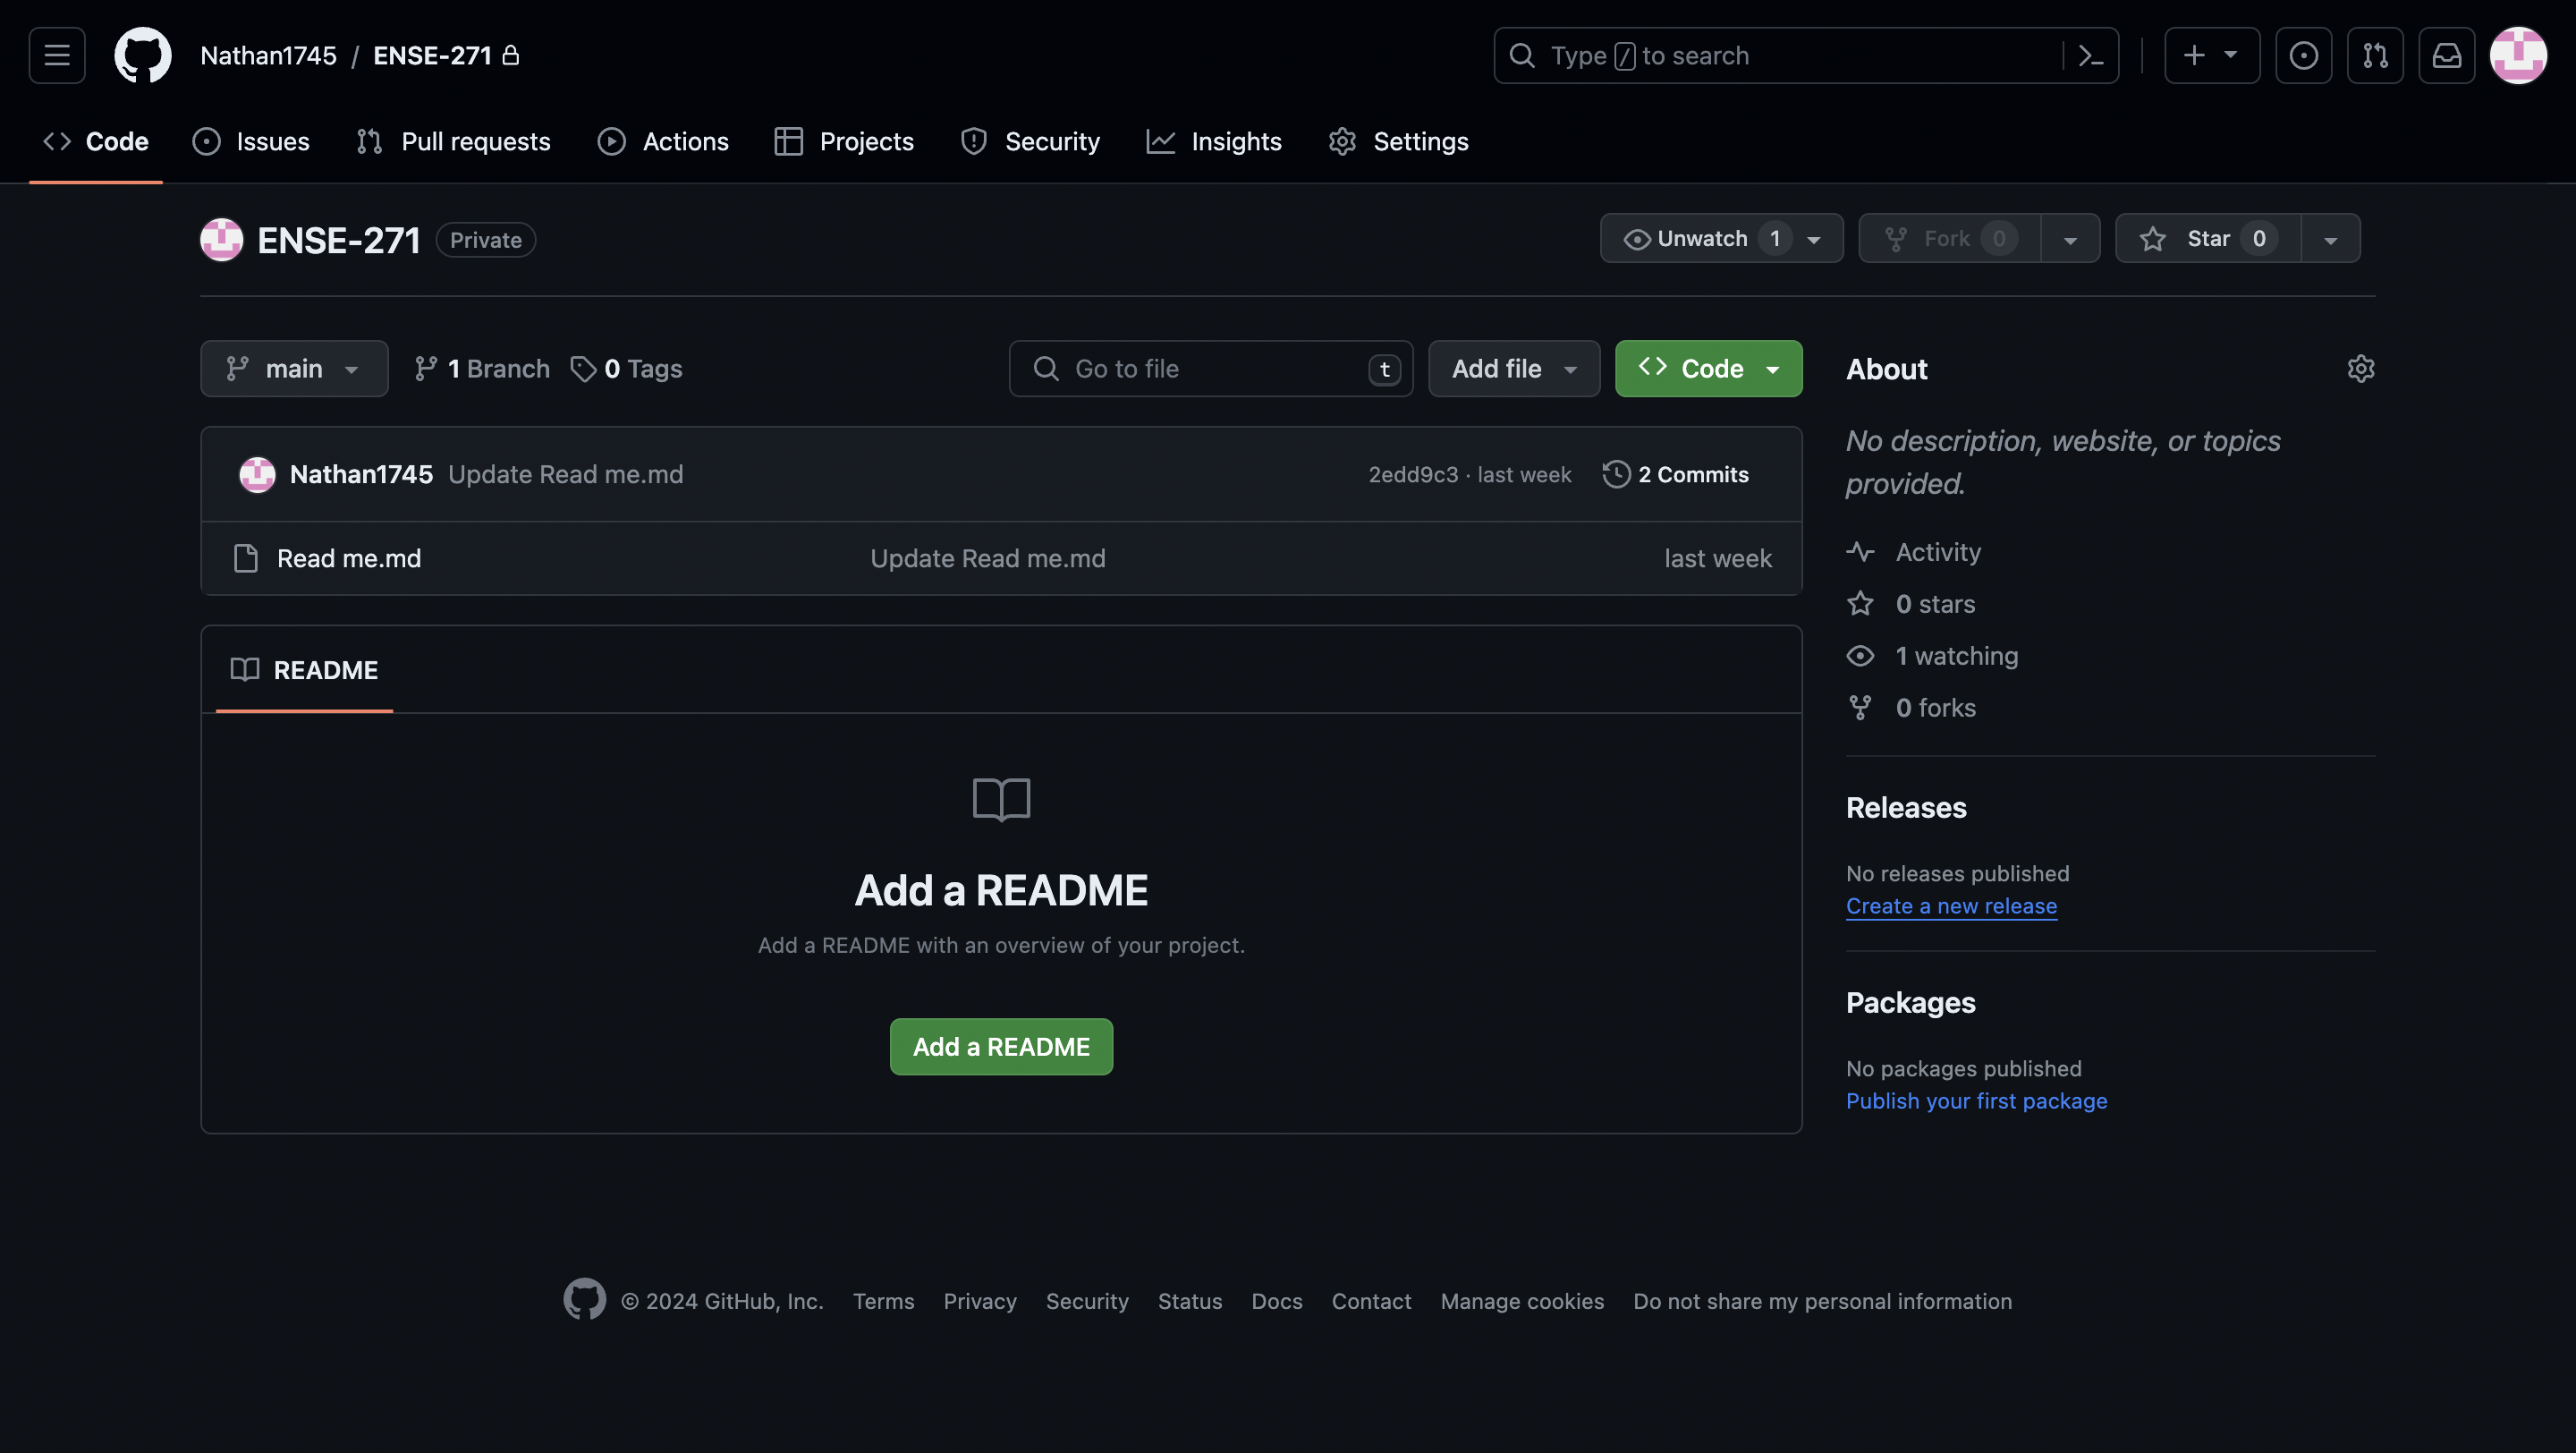 Nathan1745 / ENSE-271
Type / to search
Code Issues Pull requests Actions Projects Security Insights Settings
ENSE-271 Private
Unwatch 1 Fork 0 Star 0
main 1 Branch 0 Tags
Go to file t Add file Code
Nathan1745 Update Read me.md 2edd9c3 · last week 2 Commits
Read me.md Update Read me.md last week
README
Add a README
Add a README with an overview of your project.
Add a README
About
No description, website, or topics
provided.
Activity
0 stars
1 watching
0 forks
Releases
No releases published
Create a new release
Packages
No packages published
Publish your first package
© 2024 GitHub, Inc. Terms Privacy Security Status Docs Contact Manage cookies Do not share my personal information